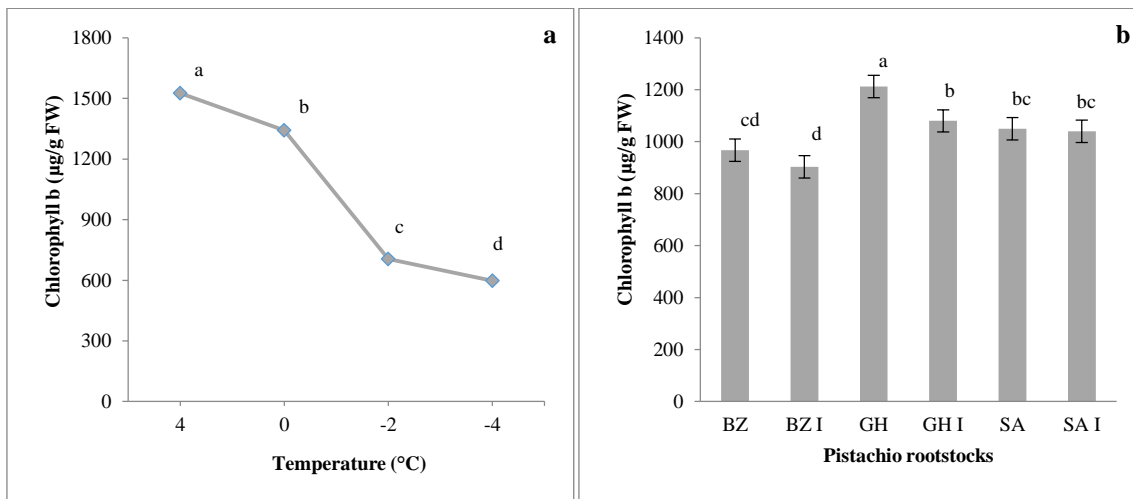 a
Chlorophyll b (µg/g FW)
1800
1500
1200
900
600
300
0
a
b
c
d
4 0 -2 -4
Temperature (°C)
b
Chlorophyll b (µg/g FW)
1400
1200
1000
800
600
400
200
0
cd
d
a
b
bc
bc
BZ BZ I GH GH I SA SA I
Pistachio rootstocks